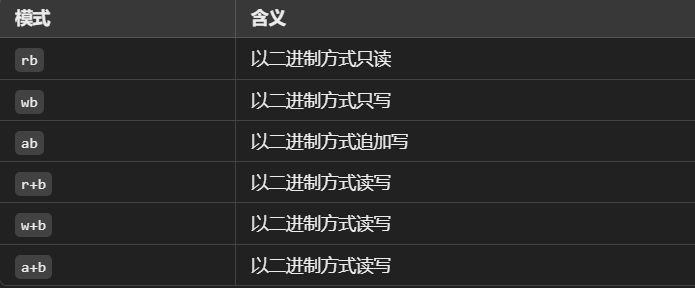 模式 含义
rb 以二进制方式只读
wb 以二进制方式只写
ab 以二进制方式追加写
r+b 以二进制方式读写
w+b 以二进制方式读写
a+b 以二进制方式读写